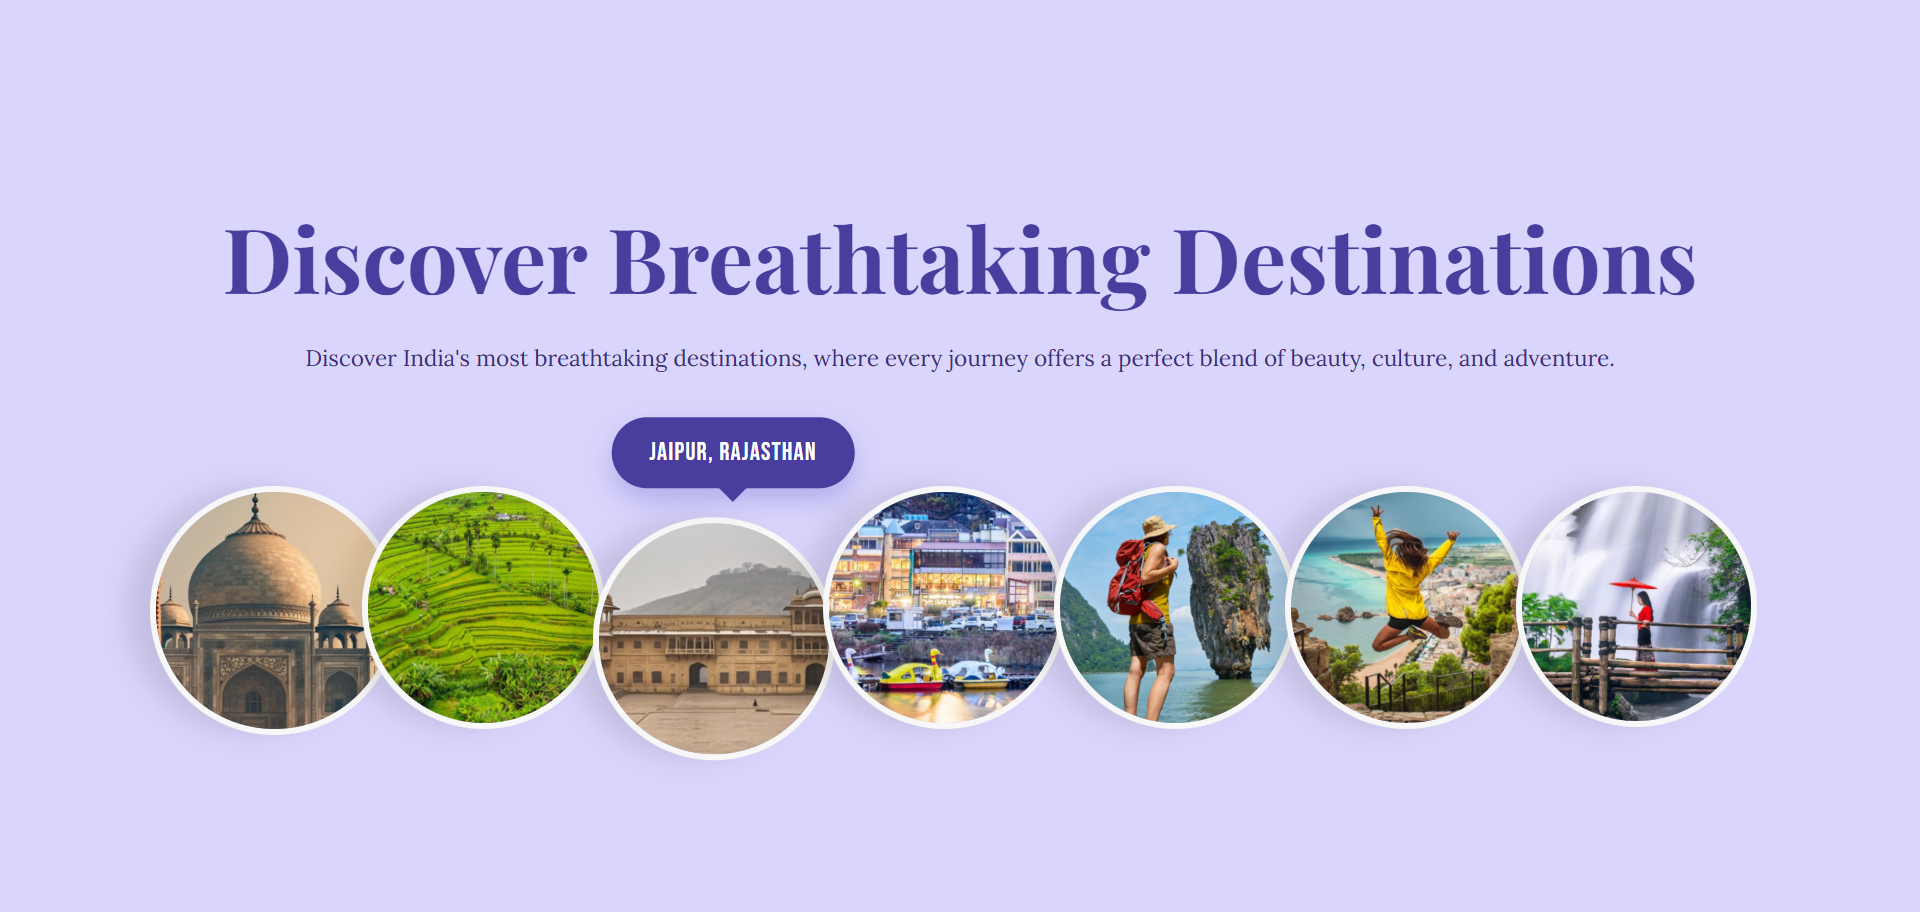 Discover Breathtaking Destinations
Discover India's most breathtaking destinations, where every journey offers a perfect blend of beauty, culture, and adventure.
JAIPUR, RAJASTHAN